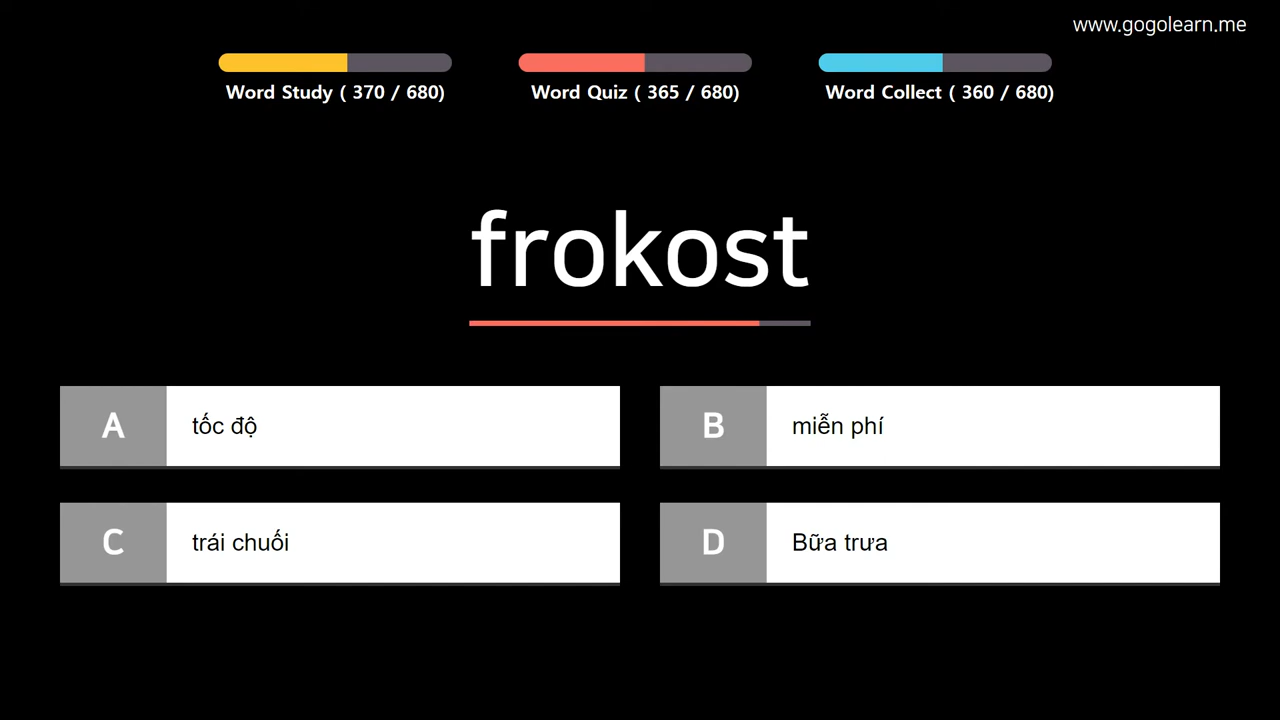 www.gogolearn.me
Word Study ( 370 / 680)
Word Quiz ( 365 / 680)
Word Collect ( 360 / 680)
frokost
A
tốc độ
B
miễn phí
C
trái chuối
D
Bữa trưa